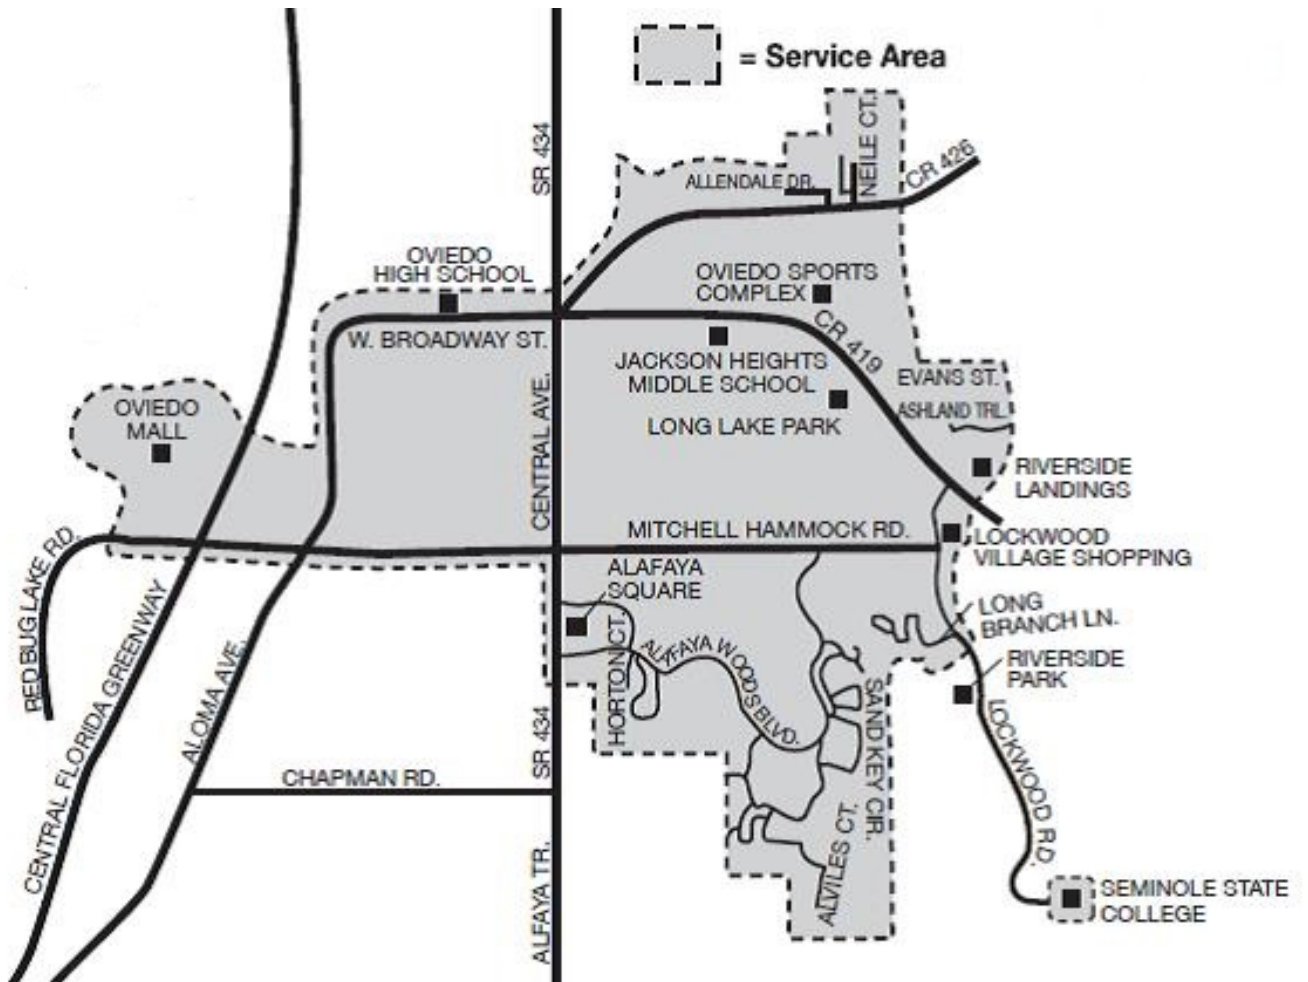 = Service Area
SR 434
NEILE CT.
CR 426
ALLENDALE DR.
OVIEDO
HIGH SCHOOL
OVIEDO SPORTS
COMPLEX
W. BROADWAY ST.
CR 419
JACKSON HEIGHTS
MIDDLE SCHOOL
EVANS ST.
OVIEDO
MALL
CENTRAL AVE.
LONG LAKE PARK
ASHLAND TRL.
RIVERSIDE
LANDINGS
RED BUG LAKE RD.
MITCHELL HAMMOCK RD.
LOCKWOOD
VILLAGE SHOPPING
ALAFAYA
SQUARE
LONG
BRANCH LN.
CENTRAL FLORIDA GREENWAY
ALOMA AVE.
HORTON CT.
ALAFAYA WOODS BLVD.
SAND KEY CIR.
RIVERSIDE
PARK
SR 434
CHAPMAN RD.
LOCKWOOD RD.
ALVILES CT.
ALFAYA TR.
SEMINOLE STATE
COLLEGE